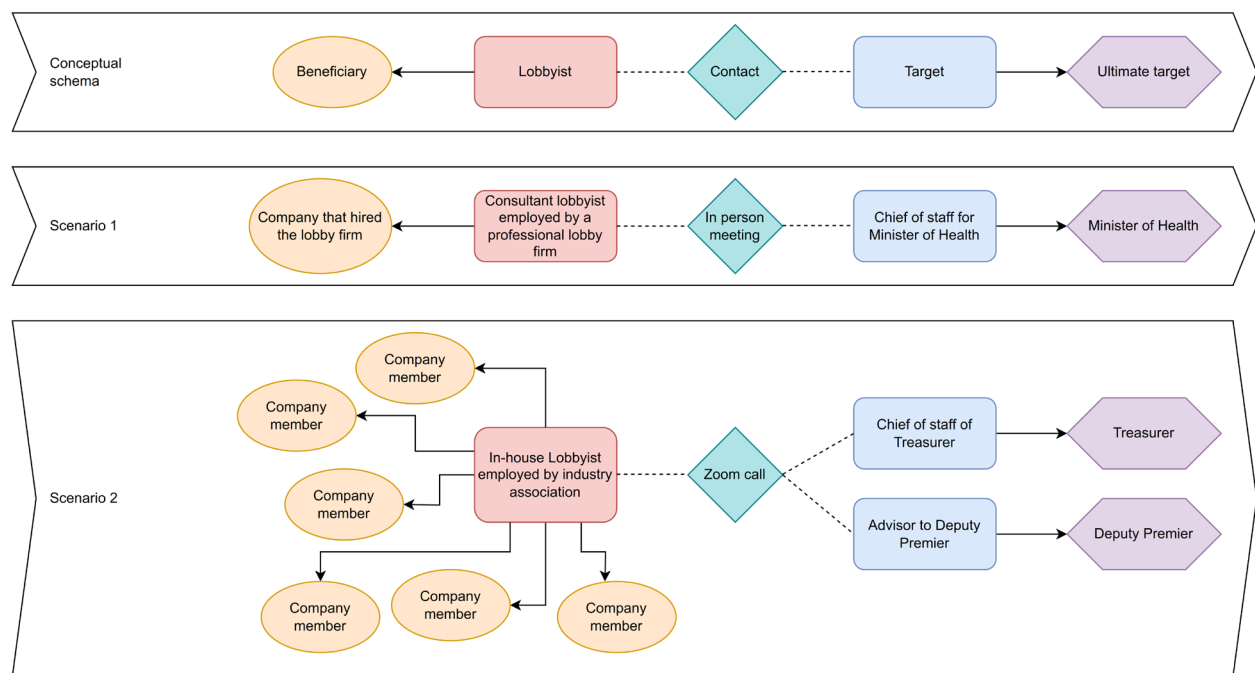 Conceptual
schema
Beneficiary
Lobbyist
Contact
Target
Ultimate target
Scenario 1
Company that hired
the lobby firm
Consultant lobbyist
employed by a
professional lobby
firm
In person
meeting
Chief of staff for
Minister of Health
Minister of Health
Scenario 2
Company
member
Company
member
Company
member
Company
member
Company
member
Company
member
In-house Lobbyist
employed by industry
association
Zoom call
Chief of staff of
Treasurer
Treasurer
Advisor to Deputy
Premier
Deputy Premier